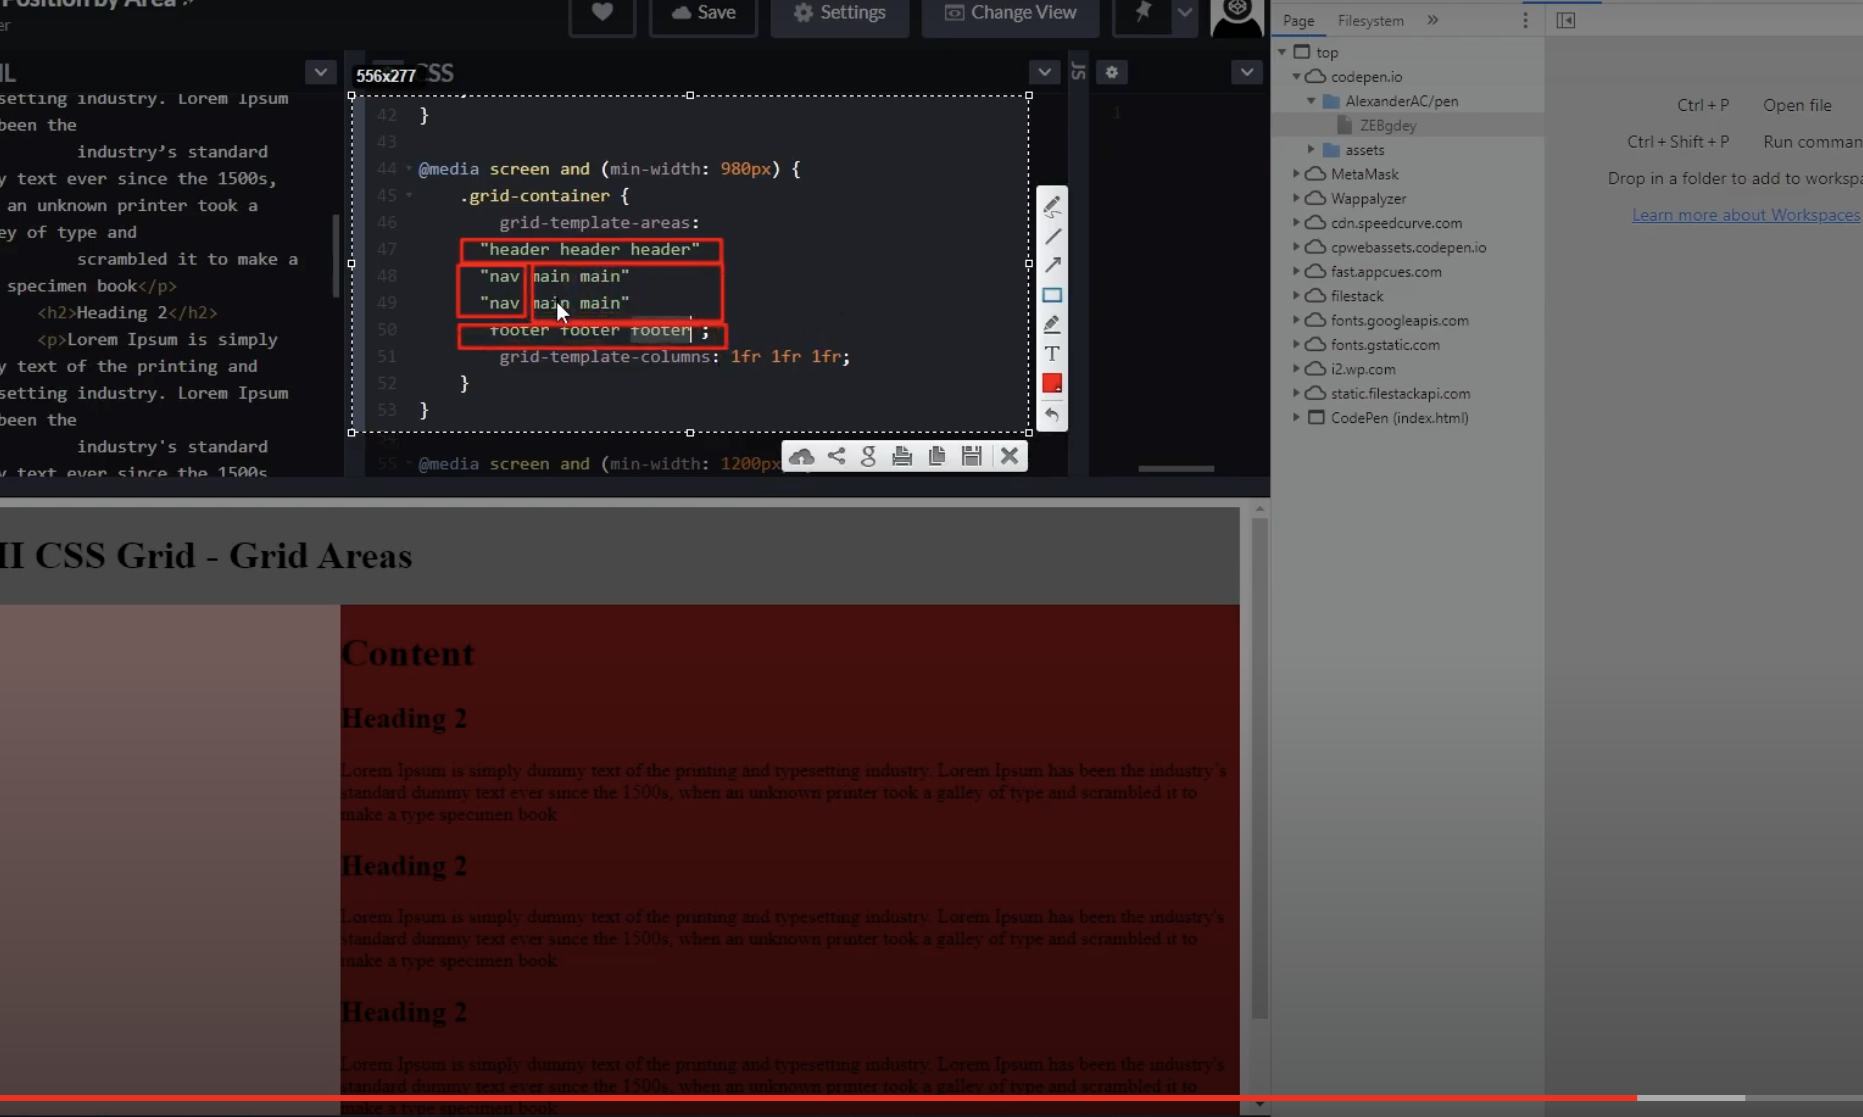 Position by Area
er
Save
Settings
Change View
ML
CSS
JS
556x277
setting industry. Lorem Ipsum
been the
industry’s standard
y text ever since the 1500s,
an unknown printer took a
ey of type and
scrambled it to make a
specimen book</p>
<h2>Heading 2</h2>
<p>Lorem Ipsum is simply
y text of the printing and
setting industry. Lorem Ipsum
been the
industry's standard
y text ever since the 1500s
42 }
43
44 @media screen and (min-width: 980px) {
45 .grid-container {
46 grid-template-areas:
47 "header header header"
48 "nav main main"
49 "nav main main"
50 footer footer footer ;
51 grid-template-columns: 1fr 1fr 1fr;
52 }
53 }
54
55 @media screen and (min-width: 1200px
1
T
g
II CSS Grid - Grid Areas
Content
Heading 2
Lorem Ipsum is simply dummy text of the printing and typesetting industry. Lorem Ipsum has been the industry's
standard dummy text ever since the 1500s, when an unknown printer took a galley of type and scrambled it to
make a type specimen book
Heading 2
Lorem Ipsum is simply dummy text of the printing and typesetting industry. Lorem Ipsum has been the industry's
standard dummy text ever since the 1500s, when an unknown printer took a galley of type and scrambled it to
make a type specimen book
Heading 2
Lorem Ipsum is simply dummy text of the printing and typesetting industry. Lorem Ipsum has been the industry's
standard dummy text ever since the 1500s, when an unknown printer took a galley of type and scrambled it to
make a type specimen book
Page
Filesystem
top
codepen.io
AlexanderAC/pen
ZEBgdey
assets
MetaMask
Wappalyzer
cdn.speedcurve.com
cpwebassets.codepen.io
fast.appcues.com
filestack
fonts.googleapis.com
fonts.gstatic.com
i2.wp.com
static.filestackapi.com
CodePen (index.html)
Ctrl + P Open file
Ctrl + Shift + P Run comman
Drop in a folder to add to workspa
Learn more about Workspaces